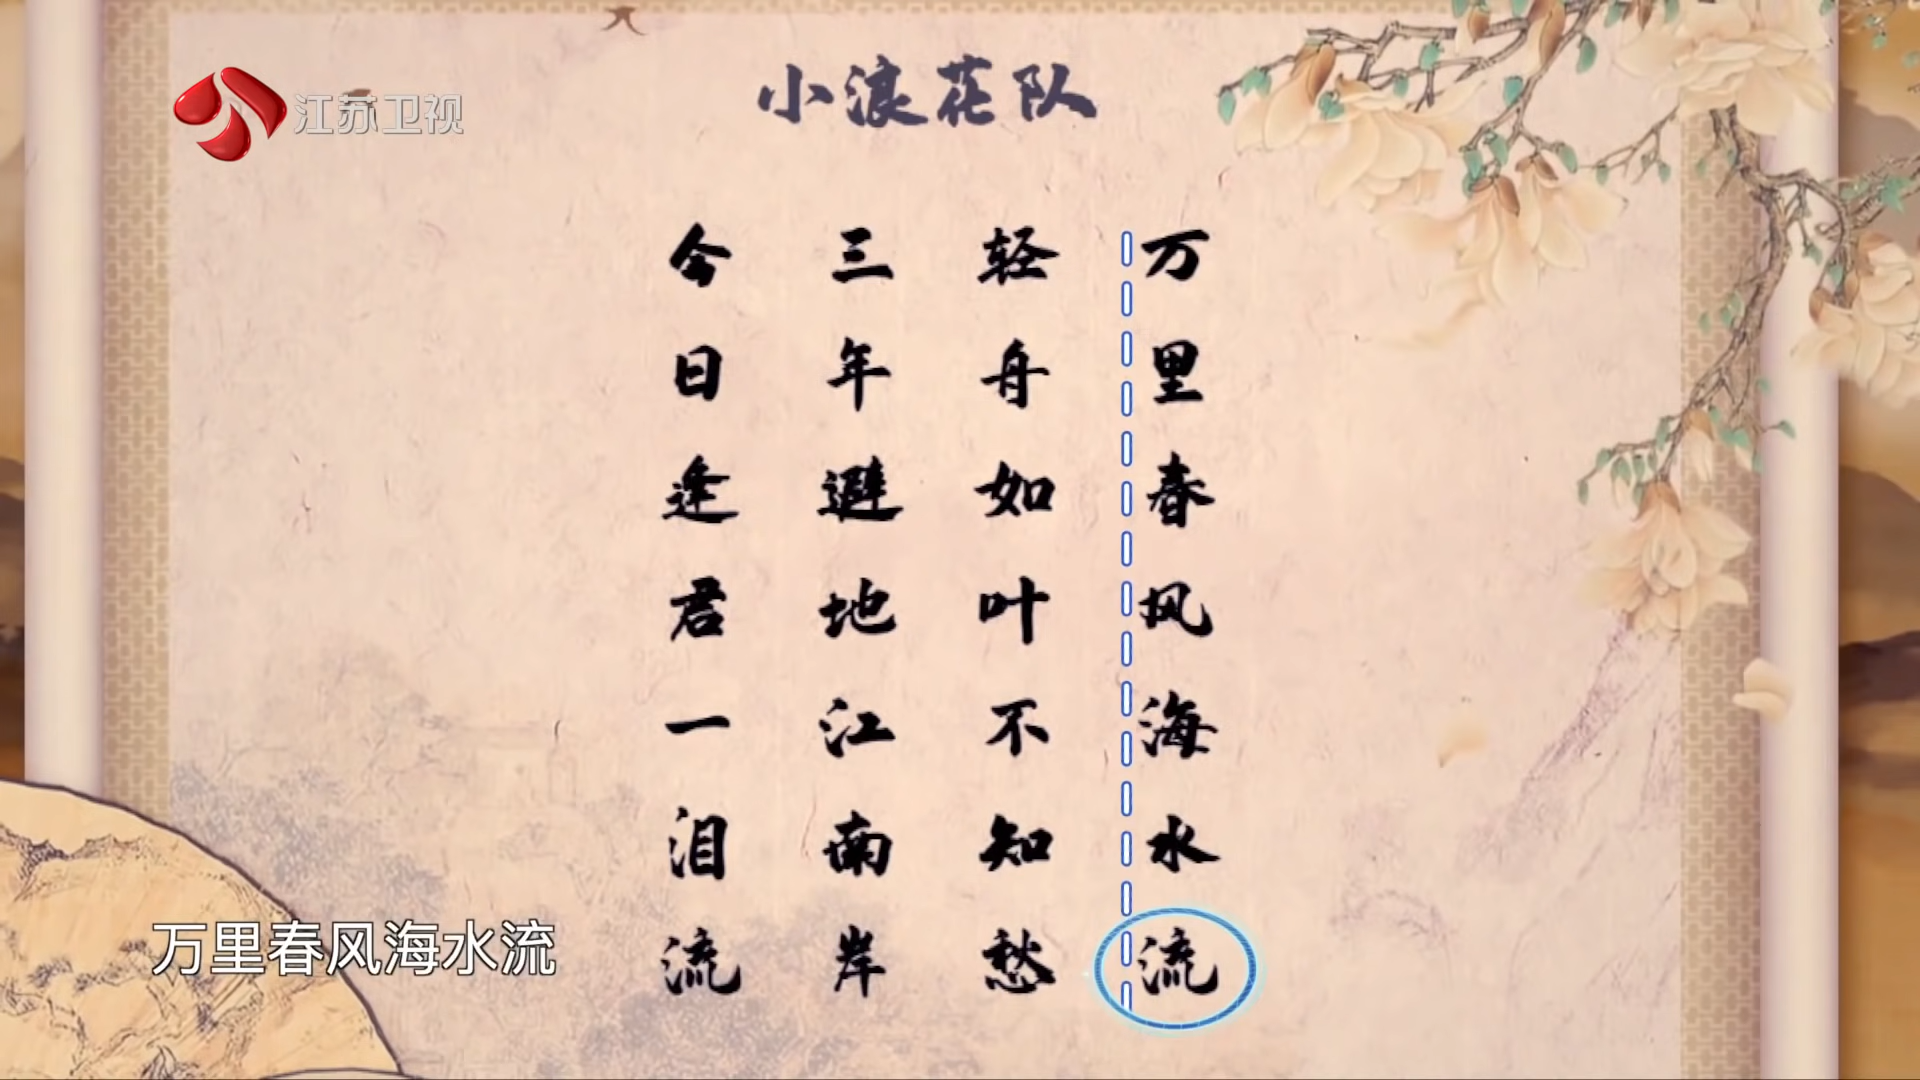 江苏卫视
小浪花队
万里春风海水流
轻舟如叶不知愁
三年避地江南岸
今日逢君一泪流
万里春风海水流